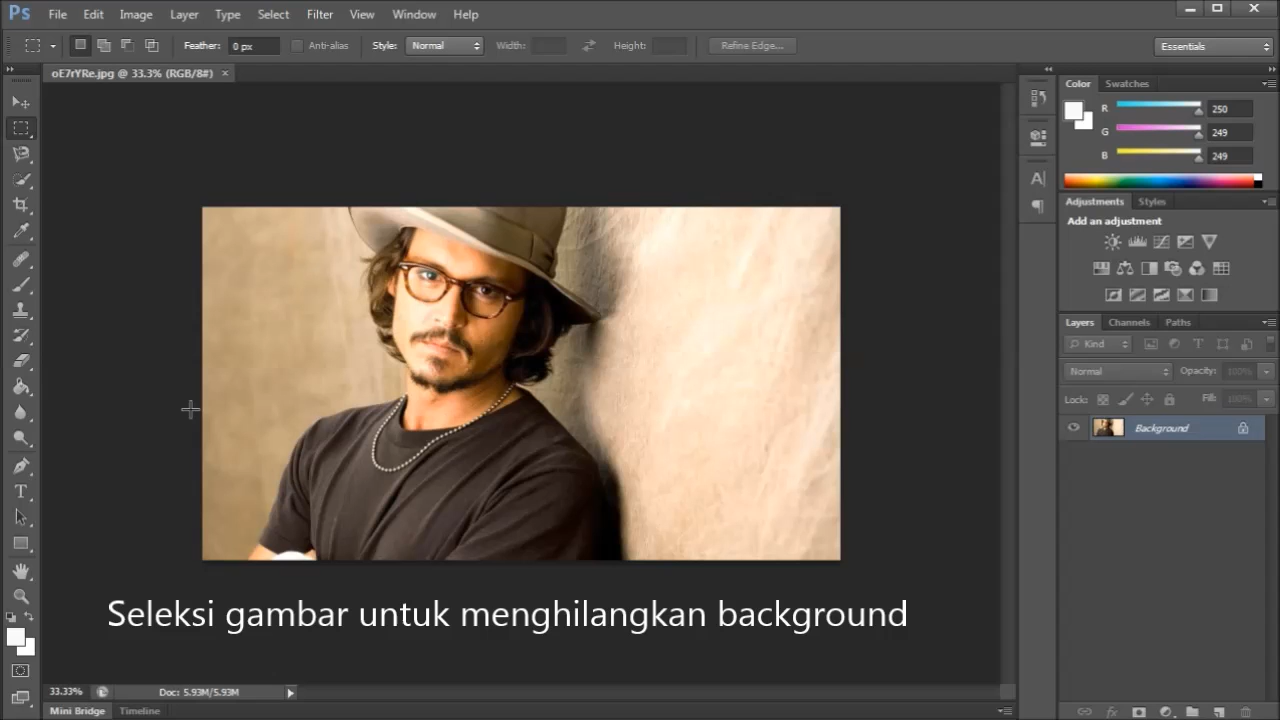 Ps File Edit Image Layer Type Select Filter View Window Help
Feather: 0 px Anti-alias Style: Normal Width: Height: Refine Edge... Essentials
oE7rYRe.jpg @ 33.3% (RGB/8#) ×
Color Swatches
R 250
G 249
B 249
Adjustments Styles
Add an adjustment
Layers Channels Paths
Kind
Normal Opacity: 100%
Lock: Fill: 100%
Background
Seleksi gambar untuk menghilangkan background
33.33% Doc: 5.93M/5.93M
Mini Bridge Timeline